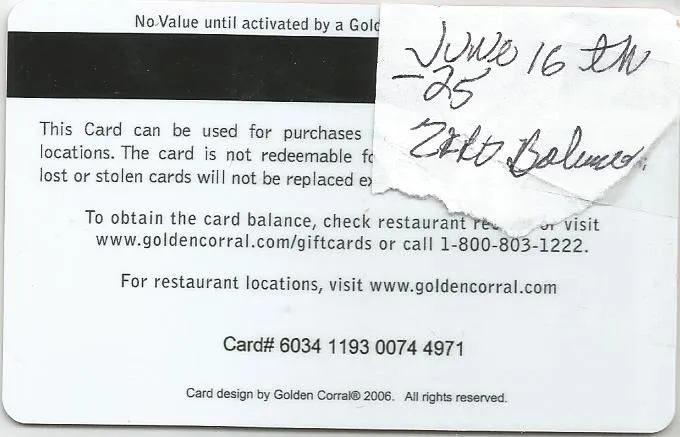 No Value until activated by a Gold
June 16 th
-25
Zero Balance.
This Card can be used for purchases
locations. The card is not redeemable fo
lost or stolen cards will not be replaced ex
To obtain the card balance, check restaurant re or visit
www.goldencorral.com/giftcards or call 1-800-803-1222.
For restaurant locations, visit www.goldencorral.com
Card# 6034 1193 0074 4971
Card design by Golden Corral® 2006. All rights reserved.